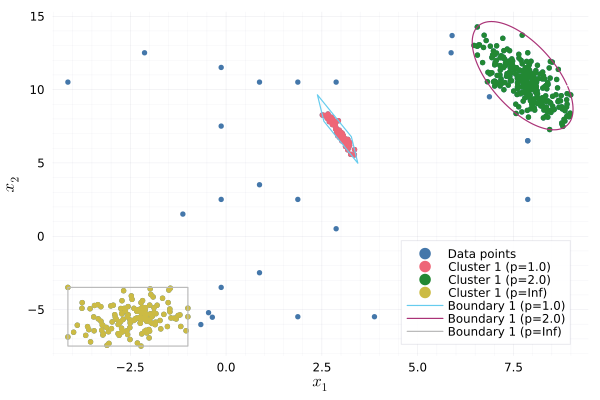 15
10
5
0
−5
−2.5
0.0
2.5
5.0
7.5
x₁
x₂
Data points
Cluster 1 (p=1.0)
Cluster 1 (p=2.0)
Cluster 1 (p=Inf)
Boundary 1 (p=1.0)
Boundary 1 (p=2.0)
Boundary 1 (p=Inf)